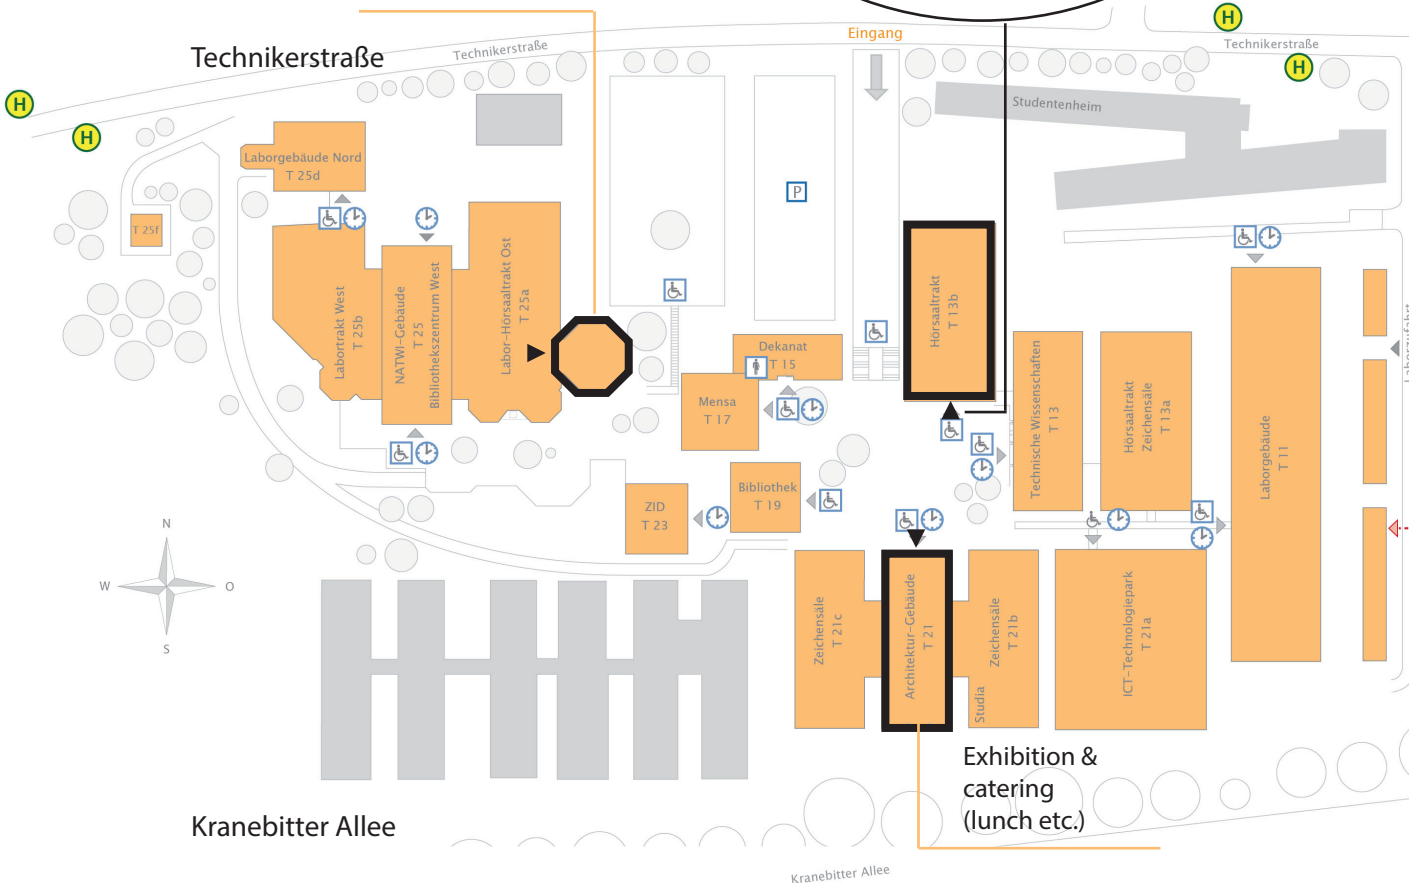 Eingang
Technikerstraße
Technikerstraße
Technikerstraße
H
H
H
H
Studentenheim
Laborgebäude Nord
T 25d
T 25f
P
Labortrakt West
T 25b
NATWI-Gebäude
T 25
Bibliothekszentrum West
Labor-Hörsaaltrakt Ost
T 25a
Hörsaaltrakt
T 13b
Dekanat
T 15
Mensa
T 17
Technische Wissenschaften
T 13
Hörsaaltrakt
Zeichensäle
T 13a
Laborgebäude
T 11
Laborzufahrt
Bibliothek
T 19
ZID
T 23
N
W
O
S
Zeichensäle
T 21c
Architektur-Gebäude
T 21
Zeichensäle
T 21b
Studia
ICT-Technologiepark
T 21a
Exhibition &
catering
(lunch etc.)
Kranebitter Allee
Kranebitter Allee